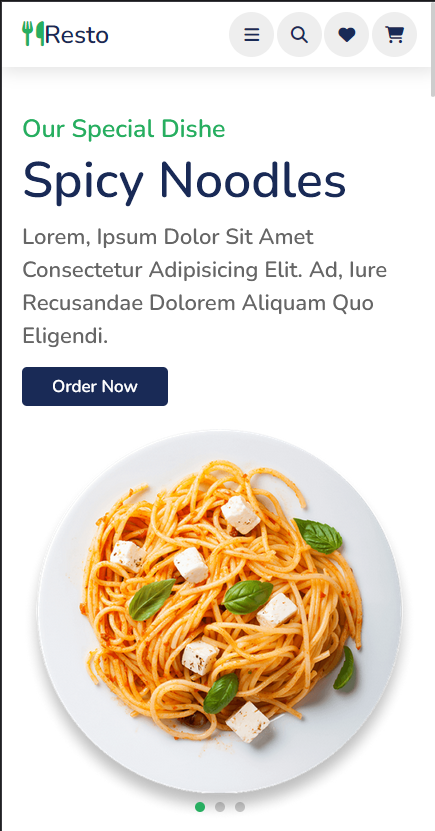 Resto
Our Special Dishe
Spicy Noodles
Lorem, Ipsum Dolor Sit Amet
Consectetur Adipisicing Elit. Ad, Iure
Recusandae Dolorem Aliquam Quo
Eligendi.
Order Now